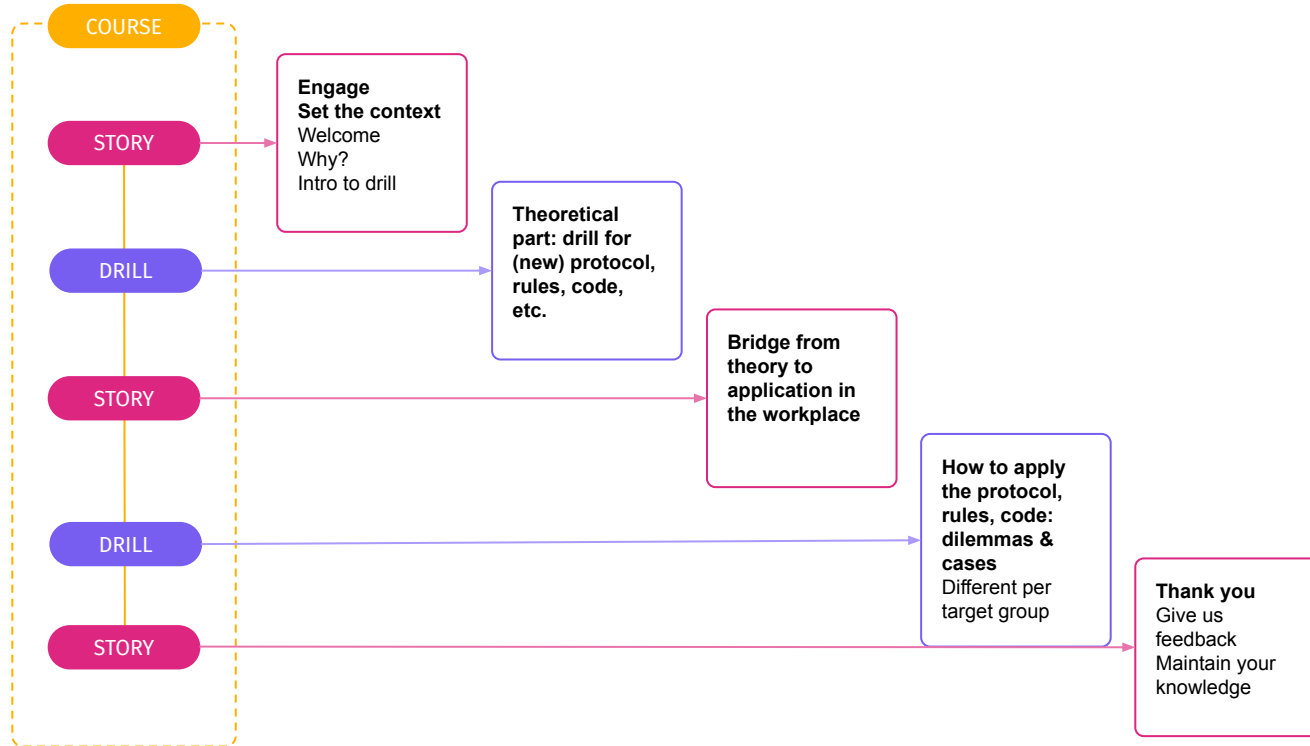 COURSE
STORY
Engage
Set the context
Welcome
Why?
Intro to drill
DRILL
Theoretical
part: drill for
(new) protocol,
rules, code,
etc.
STORY
Bridge from
theory to
application in
the workplace
DRILL
How to apply
the protocol,
rules, code:
dilemmas &
cases
Different per
target group
STORY
Thank you
Give us
feedback
Maintain your
knowledge